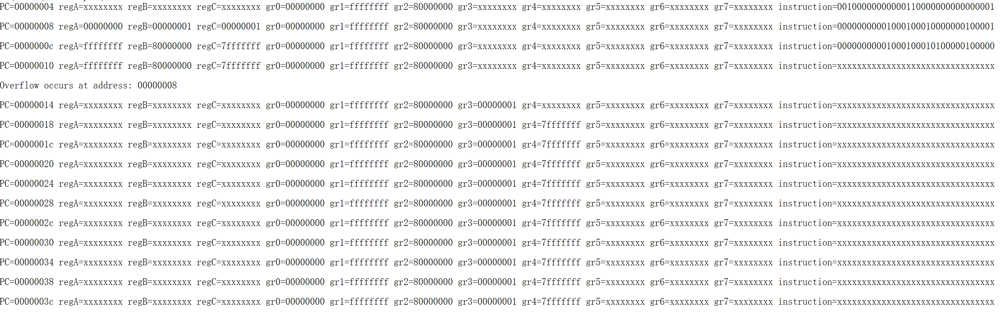 PC=00000004 regA=xxxxxxxx regB=xxxxxxxx regC=xxxxxxxx gr0=00000000 gr1=ffffffff gr2=80000000 gr3=xxxxxxxx gr4=xxxxxxxx gr5=xxxxxxxx gr6=xxxxxxxx gr7=xxxxxxxx instruction=00100000000000110000000000000001
PC=00000008 regA=00000000 regB=00000001 regC=00000001 gr0=00000000 gr1=ffffffff gr2=80000000 gr3=xxxxxxxx gr4=xxxxxxxx gr5=xxxxxxxx gr6=xxxxxxxx gr7=xxxxxxxx instruction=00000000001000100010000000100001
PC=0000000c regA=ffffffff regB=80000000 regC=7fffffff gr0=00000000 gr1=ffffffff gr2=80000000 gr3=xxxxxxxx gr4=xxxxxxxx gr5=xxxxxxxx gr6=xxxxxxxx gr7=xxxxxxxx instruction=00000000001000100010100000100000
PC=00000010 regA=ffffffff regB=80000000 regC=7fffffff gr0=00000000 gr1=ffffffff gr2=80000000 gr3=xxxxxxxx gr4=xxxxxxxx gr5=xxxxxxxx gr6=xxxxxxxx gr7=xxxxxxxx instruction=xxxxxxxxxxxxxxxxxxxxxxxxxxxxxxxx
Overflow occurs at address: 00000008
PC=00000014 regA=xxxxxxxx regB=xxxxxxxx regC=xxxxxxxx gr0=00000000 gr1=ffffffff gr2=80000000 gr3=00000001 gr4=xxxxxxxx gr5=xxxxxxxx gr6=xxxxxxxx gr7=xxxxxxxx instruction=xxxxxxxxxxxxxxxxxxxxxxxxxxxxxxxx
PC=00000018 regA=xxxxxxxx regB=xxxxxxxx regC=xxxxxxxx gr0=00000000 gr1=ffffffff gr2=80000000 gr3=00000001 gr4=7fffffff gr5=xxxxxxxx gr6=xxxxxxxx gr7=xxxxxxxx instruction=xxxxxxxxxxxxxxxxxxxxxxxxxxxxxxxx
PC=0000001c regA=xxxxxxxx regB=xxxxxxxx regC=xxxxxxxx gr0=00000000 gr1=ffffffff gr2=80000000 gr3=00000001 gr4=7fffffff gr5=xxxxxxxx gr6=xxxxxxxx gr7=xxxxxxxx instruction=xxxxxxxxxxxxxxxxxxxxxxxxxxxxxxxx
PC=00000020 regA=xxxxxxxx regB=xxxxxxxx regC=xxxxxxxx gr0=00000000 gr1=ffffffff gr2=80000000 gr3=00000001 gr4=7fffffff gr5=xxxxxxxx gr6=xxxxxxxx gr7=xxxxxxxx instruction=xxxxxxxxxxxxxxxxxxxxxxxxxxxxxxxx
PC=00000024 regA=xxxxxxxx regB=xxxxxxxx regC=xxxxxxxx gr0=00000000 gr1=ffffffff gr2=80000000 gr3=00000001 gr4=7fffffff gr5=xxxxxxxx gr6=xxxxxxxx gr7=xxxxxxxx instruction=xxxxxxxxxxxxxxxxxxxxxxxxxxxxxxxx
PC=00000028 regA=xxxxxxxx regB=xxxxxxxx regC=xxxxxxxx gr0=00000000 gr1=ffffffff gr2=80000000 gr3=00000001 gr4=7fffffff gr5=xxxxxxxx gr6=xxxxxxxx gr7=xxxxxxxx instruction=xxxxxxxxxxxxxxxxxxxxxxxxxxxxxxxx
PC=0000002c regA=xxxxxxxx regB=xxxxxxxx regC=xxxxxxxx gr0=00000000 gr1=ffffffff gr2=80000000 gr3=00000001 gr4=7fffffff gr5=xxxxxxxx gr6=xxxxxxxx gr7=xxxxxxxx instruction=xxxxxxxxxxxxxxxxxxxxxxxxxxxxxxxx
PC=00000030 regA=xxxxxxxx regB=xxxxxxxx regC=xxxxxxxx gr0=00000000 gr1=ffffffff gr2=80000000 gr3=00000001 gr4=7fffffff gr5=xxxxxxxx gr6=xxxxxxxx gr7=xxxxxxxx instruction=xxxxxxxxxxxxxxxxxxxxxxxxxxxxxxxx
PC=00000034 regA=xxxxxxxx regB=xxxxxxxx regC=xxxxxxxx gr0=00000000 gr1=ffffffff gr2=80000000 gr3=00000001 gr4=7fffffff gr5=xxxxxxxx gr6=xxxxxxxx gr7=xxxxxxxx instruction=xxxxxxxxxxxxxxxxxxxxxxxxxxxxxxxx
PC=00000038 regA=xxxxxxxx regB=xxxxxxxx regC=xxxxxxxx gr0=00000000 gr1=ffffffff gr2=80000000 gr3=00000001 gr4=7fffffff gr5=xxxxxxxx gr6=xxxxxxxx gr7=xxxxxxxx instruction=xxxxxxxxxxxxxxxxxxxxxxxxxxxxxxxx
PC=0000003c regA=xxxxxxxx regB=xxxxxxxx regC=xxxxxxxx gr0=00000000 gr1=ffffffff gr2=80000000 gr3=00000001 gr4=7fffffff gr5=xxxxxxxx gr6=xxxxxxxx gr7=xxxxxxxx instruction=xxxxxxxxxxxxxxxxxxxxxxxxxxxxxxxx